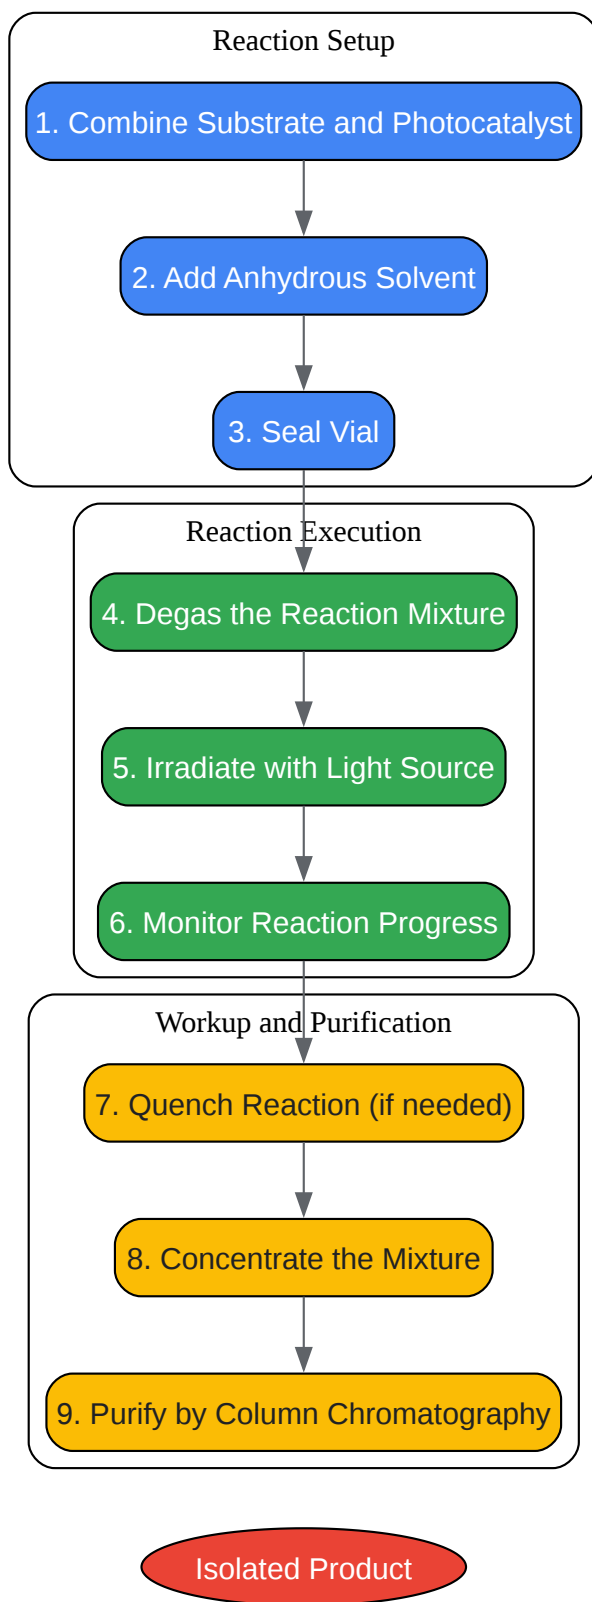 Reaction Setup
1. Combine Substrate and Photocatalyst
2. Add Anhydrous Solvent
3. Seal Vial
Reaction Execution
4. Degas the Reaction Mixture
5. Irradiate with Light Source
6. Monitor Reaction Progress
Workup and Purification
7. Quench Reaction (if needed)
8. Concentrate the Mixture
9. Purify by Column Chromatography
Isolated Product